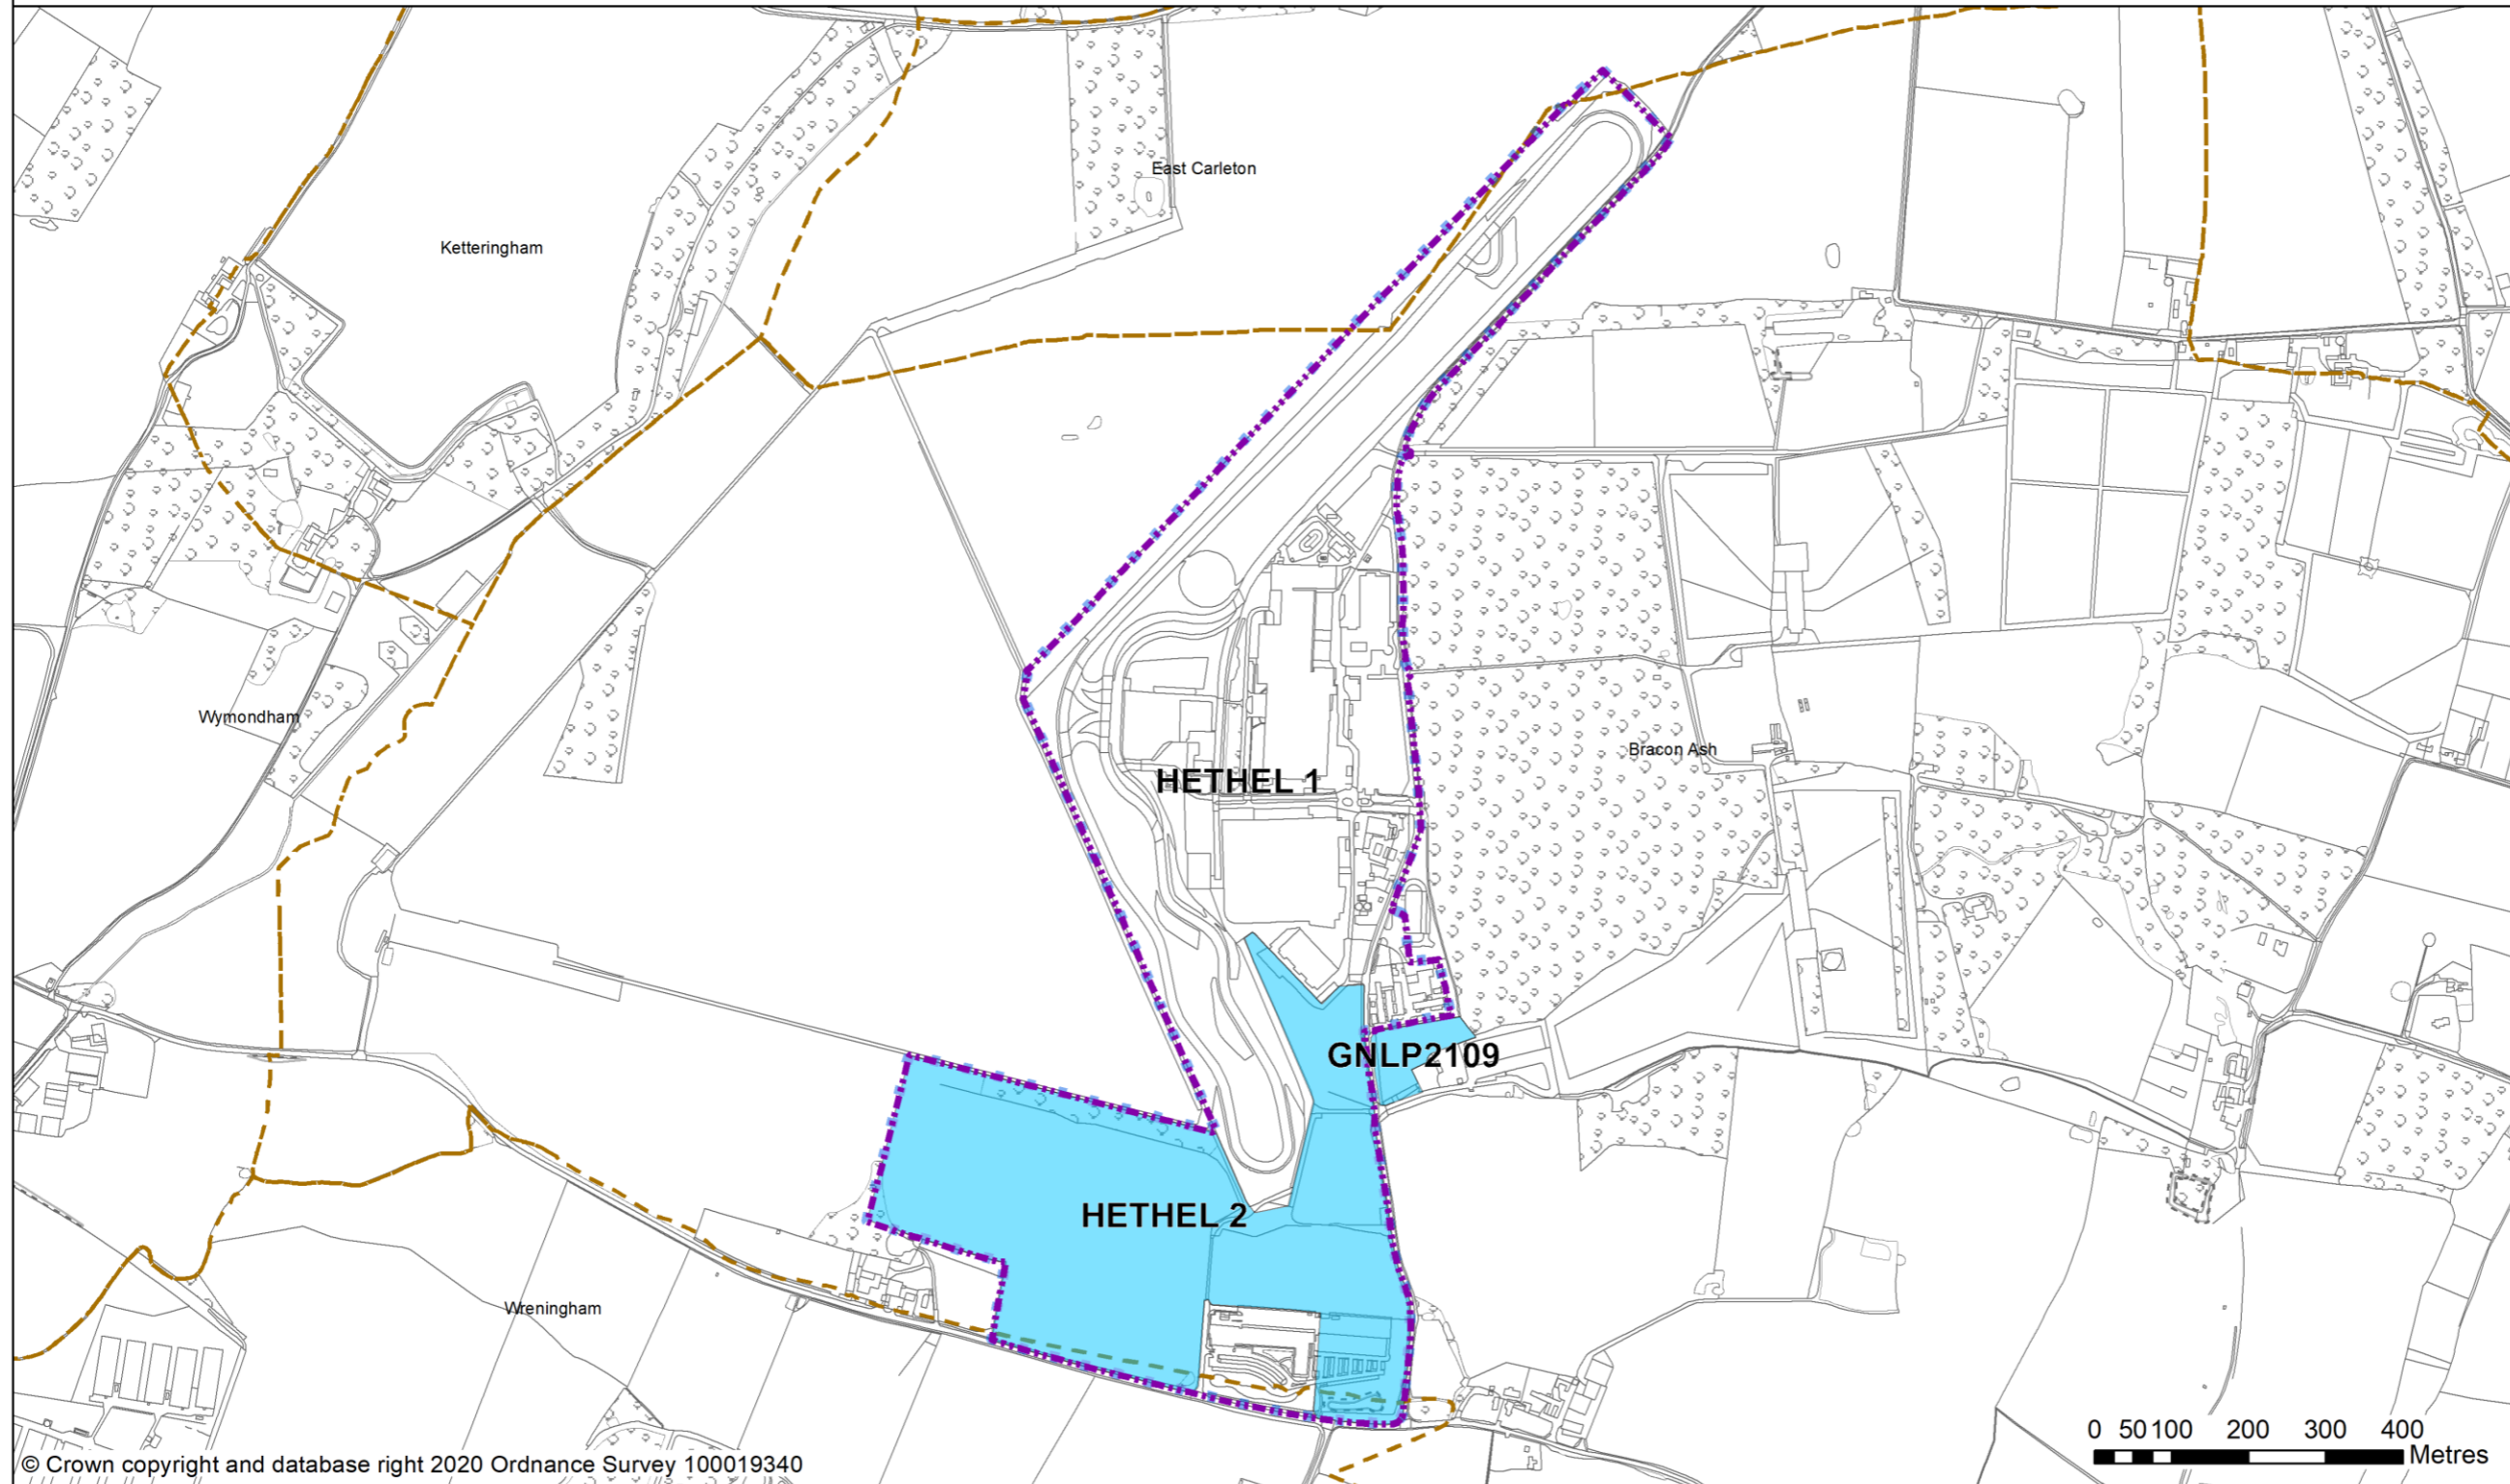 East Carleton
Ketteringham
Wymondham
Bracon Ash
HETHEL 1
GNLP2109
HETHEL 2
Wreningham
0 50 100 200 300 400
Metres
© Crown copyright and database right 2020 Ordnance Survey 100019340